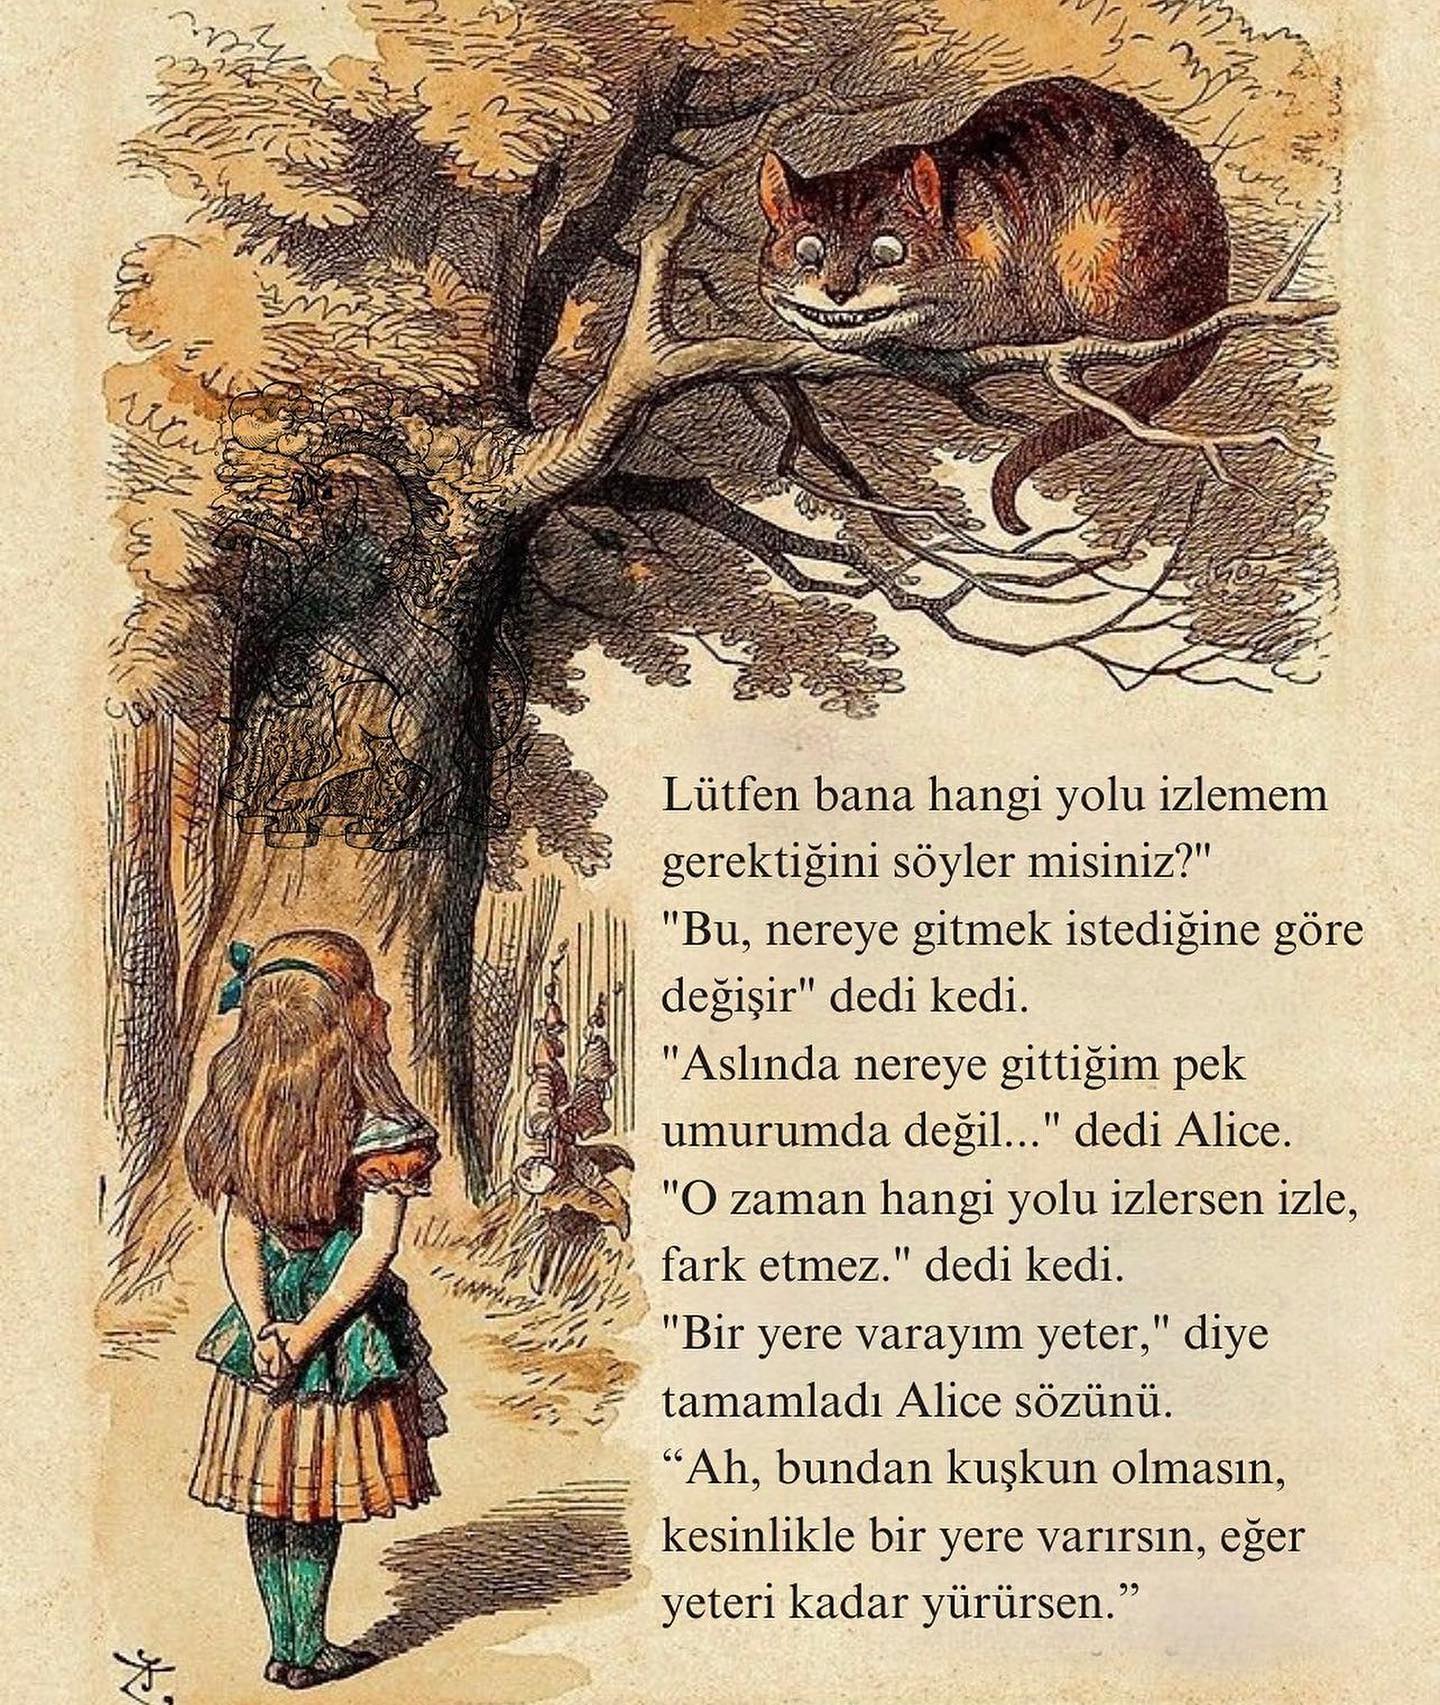 Lütfen bana hangi yolu izlemem
gerektiğini söyler misiniz?"
"Bu, nereye gitmek istediğine göre
değişir" dedi kedi.
"Aslında nereye gittiğim pek
umurumda değil..." dedi Alice.
"O zaman hangi yolu izlersen izle,
fark etmez." dedi kedi.
"Bir yere varayım yeter," diye
tamamladı Alice sözünü.
“Ah, bundan kuşkun olmasın,
kesinlikle bir yere varırsın, eğer
yeteri kadar yürürsen.”